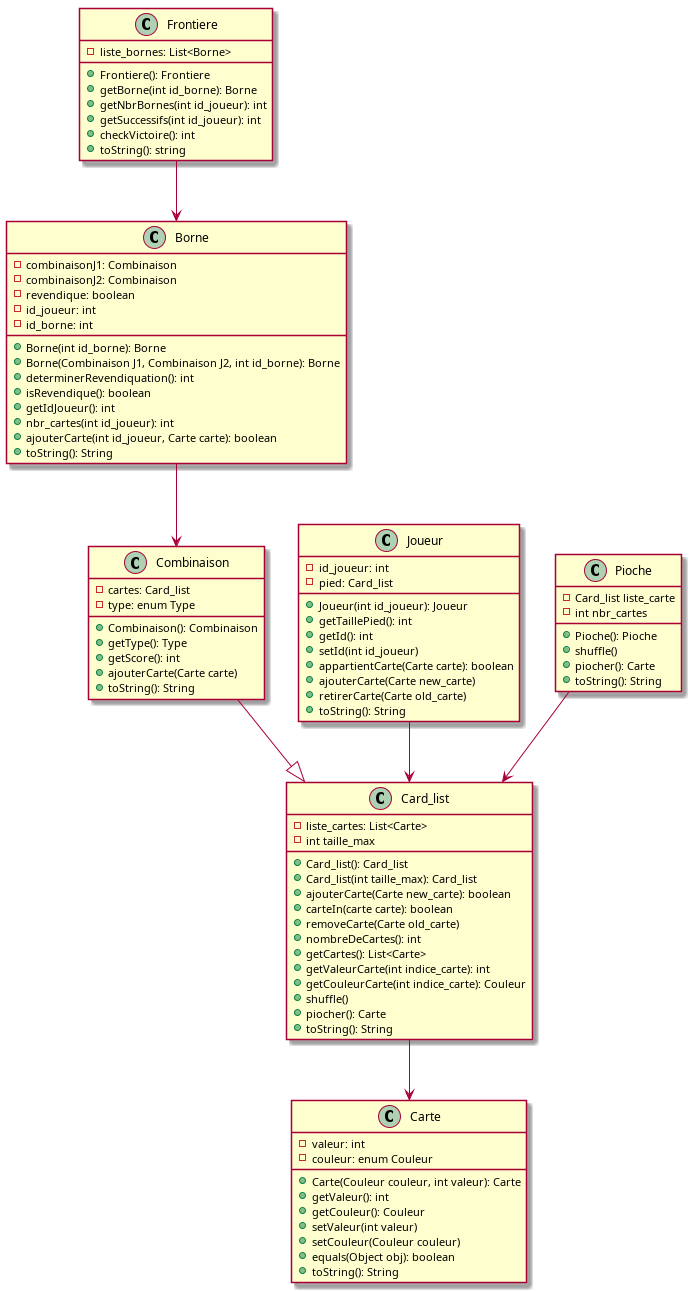 C Frontiere
liste_bornes: List<Borne>
Frontiere(): Frontiere
getBorne(int id_borne): Borne
getNbrBornes(int id_joueur): int
getSuccessifs(int id_joueur): int
checkVictoire(): int
toString(): string
C Borne
combinaisonJ1: Combinaison
combinaisonJ2: Combinaison
revendique: boolean
id_joueur: int
id_borne: int
Borne(int id_borne): Borne
Borne(Combinaison J1, Combinaison J2, int id_borne): Borne
determinerRevendiquation(): int
isRevendique(): boolean
getIdJoueur(): int
nbr_cartes(int id_joueur): int
ajouterCarte(int id_joueur, Carte carte): boolean
toString(): String
C Combinaison
cartes: Card_list
type: enum Type
Combinaison(): Combinaison
getType(): Type
getScore(): int
ajouterCarte(Carte carte)
toString(): String
C Joueur
id_joueur: int
pied: Card_list
Joueur(int id_joueur): Joueur
getTaillePied(): int
getId(): int
setId(int id_joueur)
appartientCarte(Carte carte): boolean
ajouterCarte(Carte new_carte)
retirerCarte(Carte old_carte)
toString(): String
C Pioche
Card_list liste_carte
int nbr_cartes
Pioche(): Pioche
shuffle()
piocher(): Carte
toString(): String
C Card_list
liste_cartes: List<Carte>
int taille_max
Card_list(): Card_list
Card_list(int taille_max): Card_list
ajouterCarte(Carte new_carte): boolean
carteIn(carte carte): boolean
removeCarte(Carte old_carte)
nombreDeCartes(): int
getCartes(): List<Carte>
getValeurCarte(int indice_carte): int
getCouleurCarte(int indice_carte): Couleur
shuffle()
piocher(): Carte
toString(): String
C Carte
valeur: int
couleur: enum Couleur
Carte(Couleur couleur, int valeur): Carte
getValeur(): int
getCouleur(): Couleur
setValeur(int valeur)
setCouleur(Couleur couleur)
equals(Object obj): boolean
toString(): String